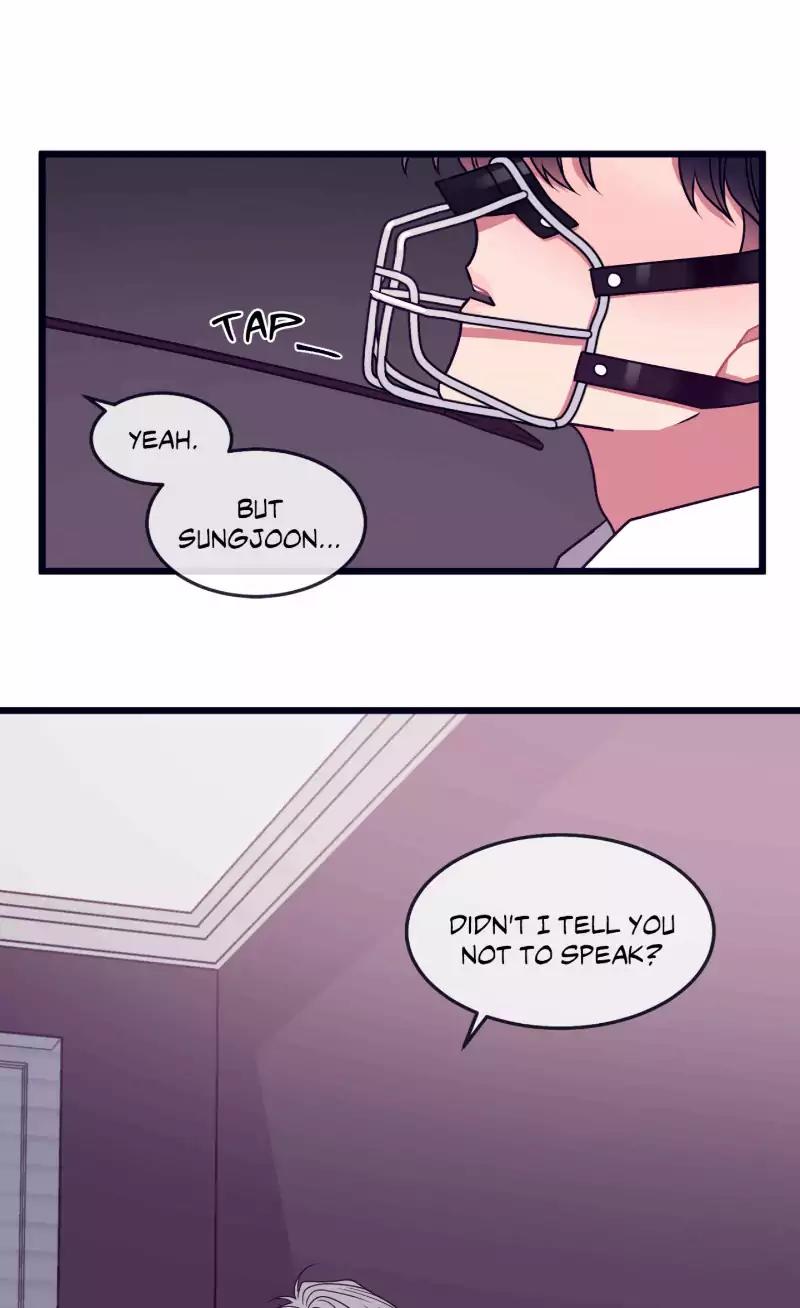 TAP_
YEAH.
BUT
SUNGJOON...
DIDN'T I TELL YOU
NOT TO SPEAK?